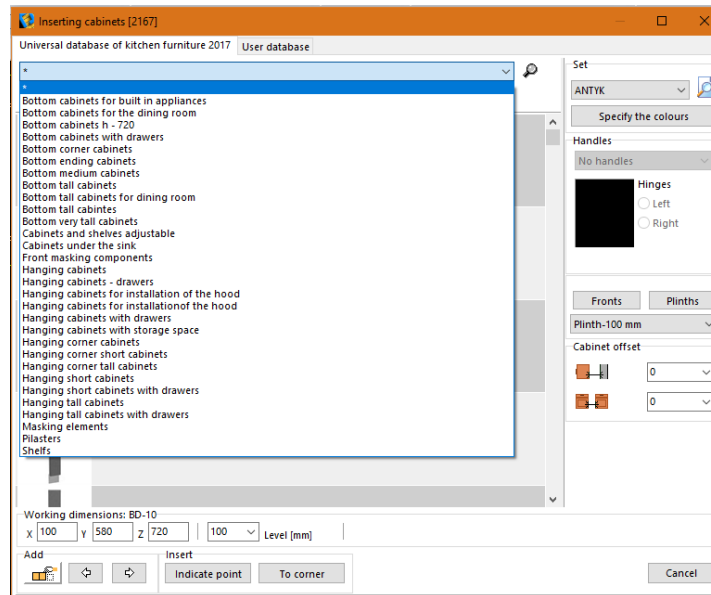 Inserting cabinets [2167]
Universal database of kitchen furniture 2017 User database
*
*
Bottom cabinets for built in appliances
Bottom cabinets for the dining room
Bottom cabinets h - 720
Bottom cabinets with drawers
Bottom corner cabinets
Bottom ending cabinets
Bottom medium cabinets
Bottom tall cabinets
Bottom tall cabinets for dining room
Bottom tall cabintes
Bottom very tall cabinets
Cabinets and shelves adjustable
Cabinets under the sink
Front masking components
Hanging cabinets
Hanging cabinets - drawers
Hanging cabinets for installation of the hood
Hanging cabinets for installationof the hood
Hanging cabinets with drawers
Hanging cabinets with storage space
Hanging corner cabinets
Hanging corner short cabinets
Hanging corner tall cabinets
Hanging short cabinets
Hanging short cabinets with drawers
Hanging tall cabinets
Hanging tall cabinets with drawers
Masking elements
Pilasters
Shelfs
Set
ANTYK
Specify the colours
Handles
No handles
Hinges
Left
Right
Fronts Plinths
Plinth-100 mm
Cabinet offset
0
0
Working dimensions: BD-10
X 100 Y 580 Z 720 100 Level [mm]
Add Insert
Indicate point To corner Cancel